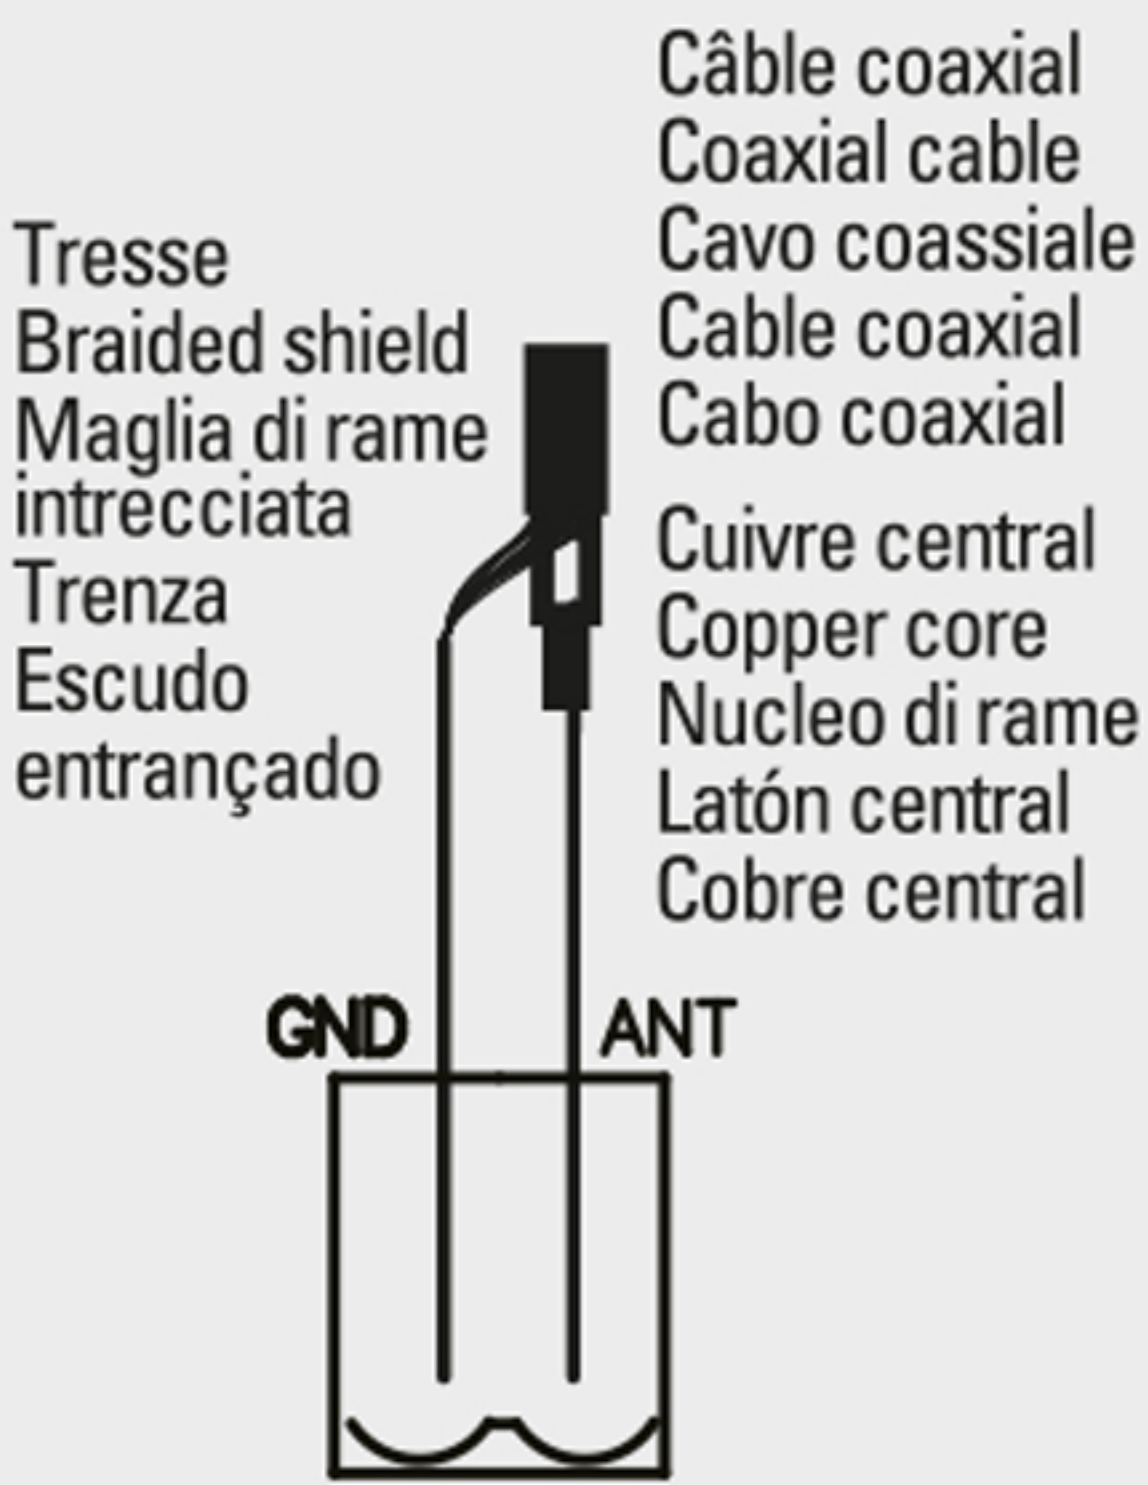 Câble coaxial
Coaxial cable
Cavo coassiale
Cable coaxial
Cabo coaxial
Tresse
Braided shield
Maglia di rame
intrecciata
Trenza
Escudo
entrançado
Cuivre central
Copper core
Nucleo di rame
Latón central
Cobre central
GND
ANT